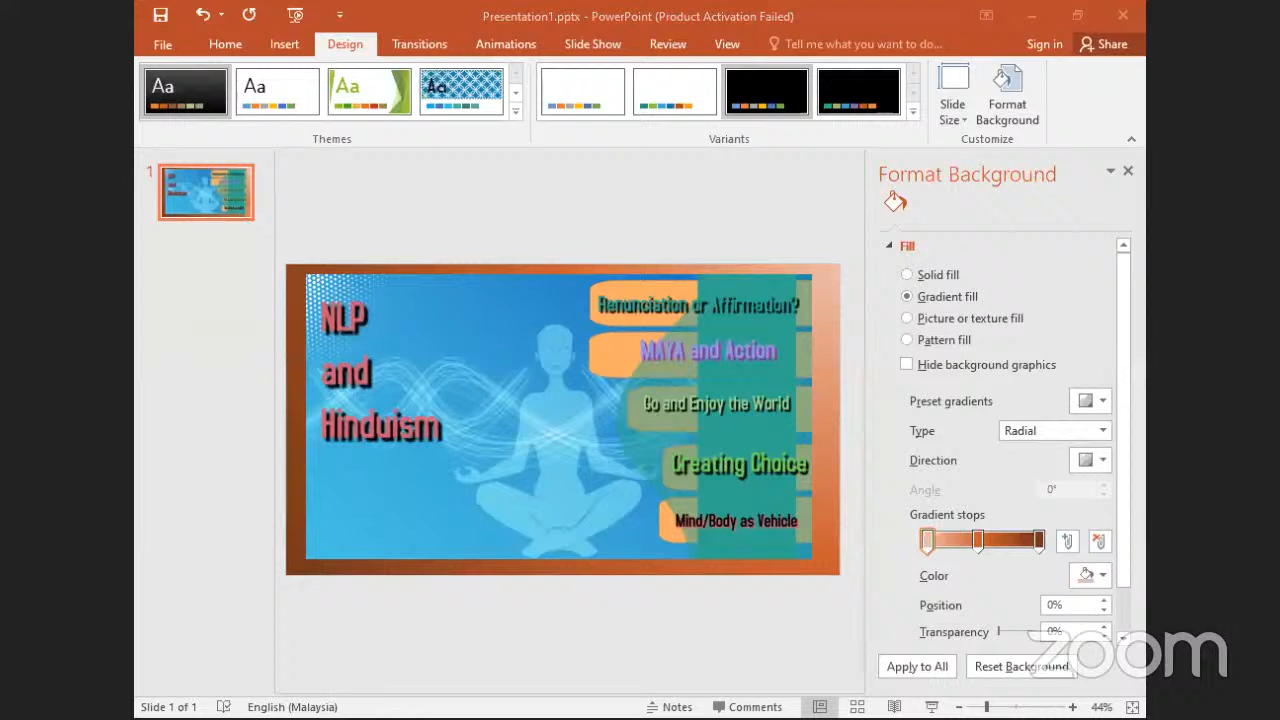 Presentation1.pptx - PowerPoint (Product Activation Failed)
File Home Insert Design Transitions Animations Slide Show Review View Tell me what you want to do... Sign in Share
Aa Aa Aa Aa
Slide Size
Format Background
Themes Variants Customize
1
Format Background
Fill
Solid fill
Gradient fill
Picture or texture fill
Pattern fill
Hide background graphics
Preset gradients
Type Radial
Direction
Angle 0°
Gradient stops
Color
Position 0%
Transparency 0%
Apply to All Reset Background
NLP
and
Hinduism
Renunciation or Affirmation?
MAYA and Action
Go and Enjoy the World
Creating Choice
Mind/Body as Vehicle
zoom
Slide 1 of 1 English (Malaysia) Notes Comments 44%